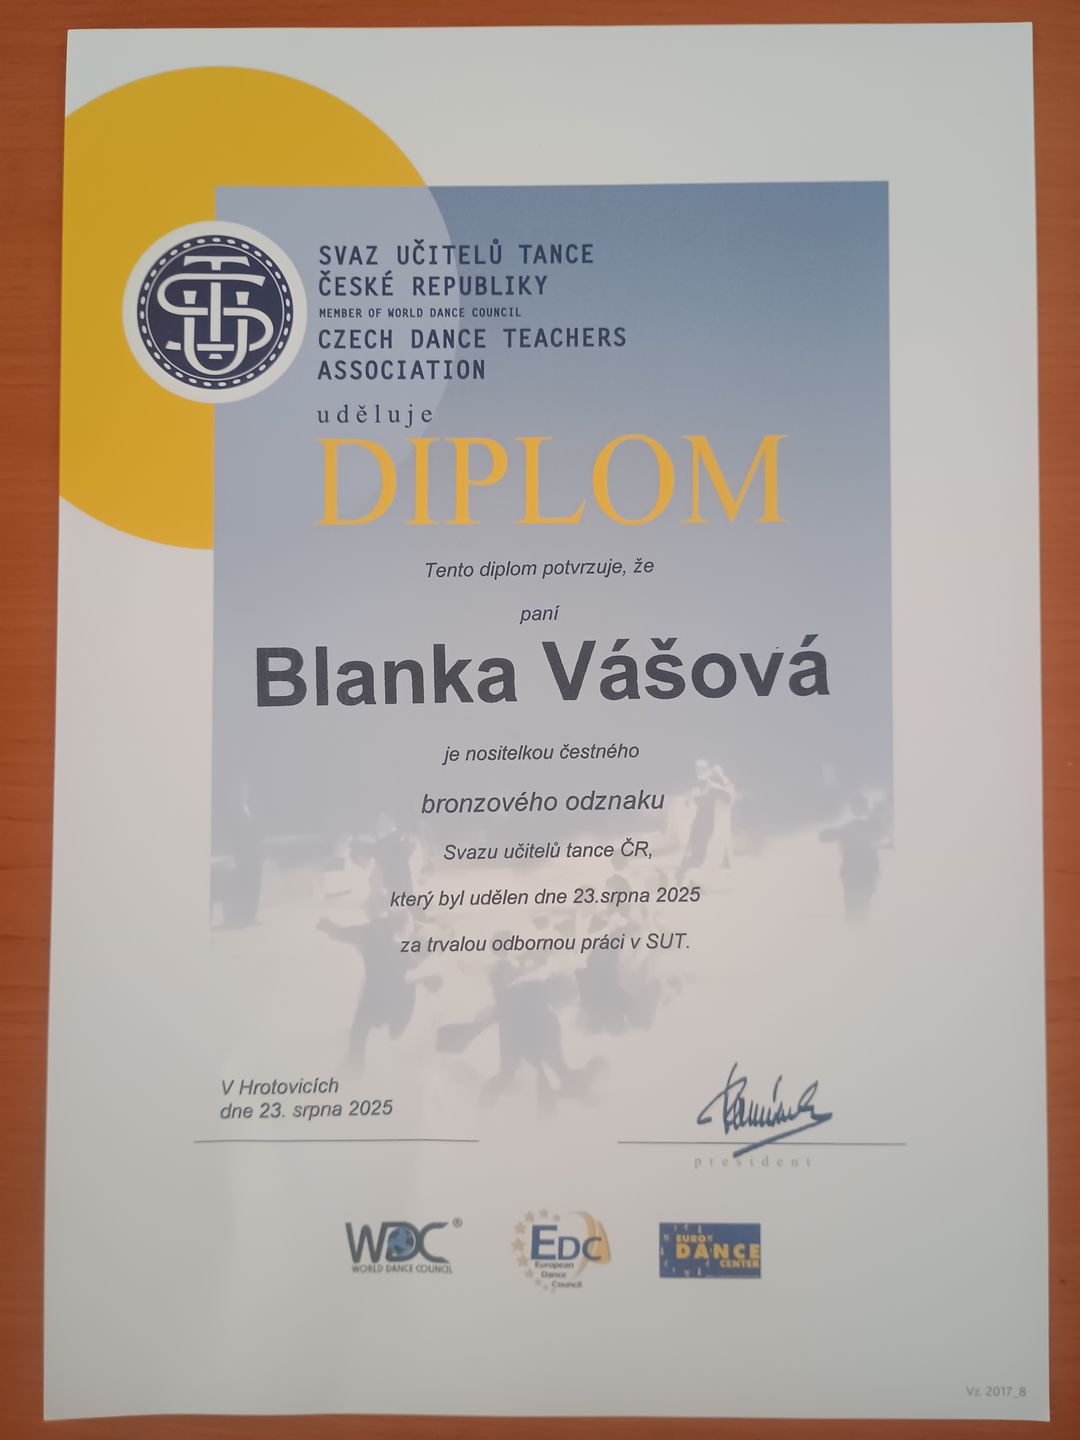 SVAZ UČITELŮ TANCE
ČESKÉ REPUBLIKY
MEMBER OF WORLD DANCE COUNCIL
CZECH DANCE TEACHERS
ASSOCIATION
uděluje
DIPLOM
Tento diplom potvrzuje, že
paní
Blanka Vášová
je nositelkou čestného
bronzového odznaku
Svazu učitelů tance ČR,
který byl udělen dne 23.srpna 2025
za trvalou odbornou práci v SUT.
V Hrotovicích
dne 23. srpna 2025
president
WDC®
WORLD DANCE COUNCIL
EDC
European
Dance
Council
EURO
DANCE
CENTER
Vz. 2017_8